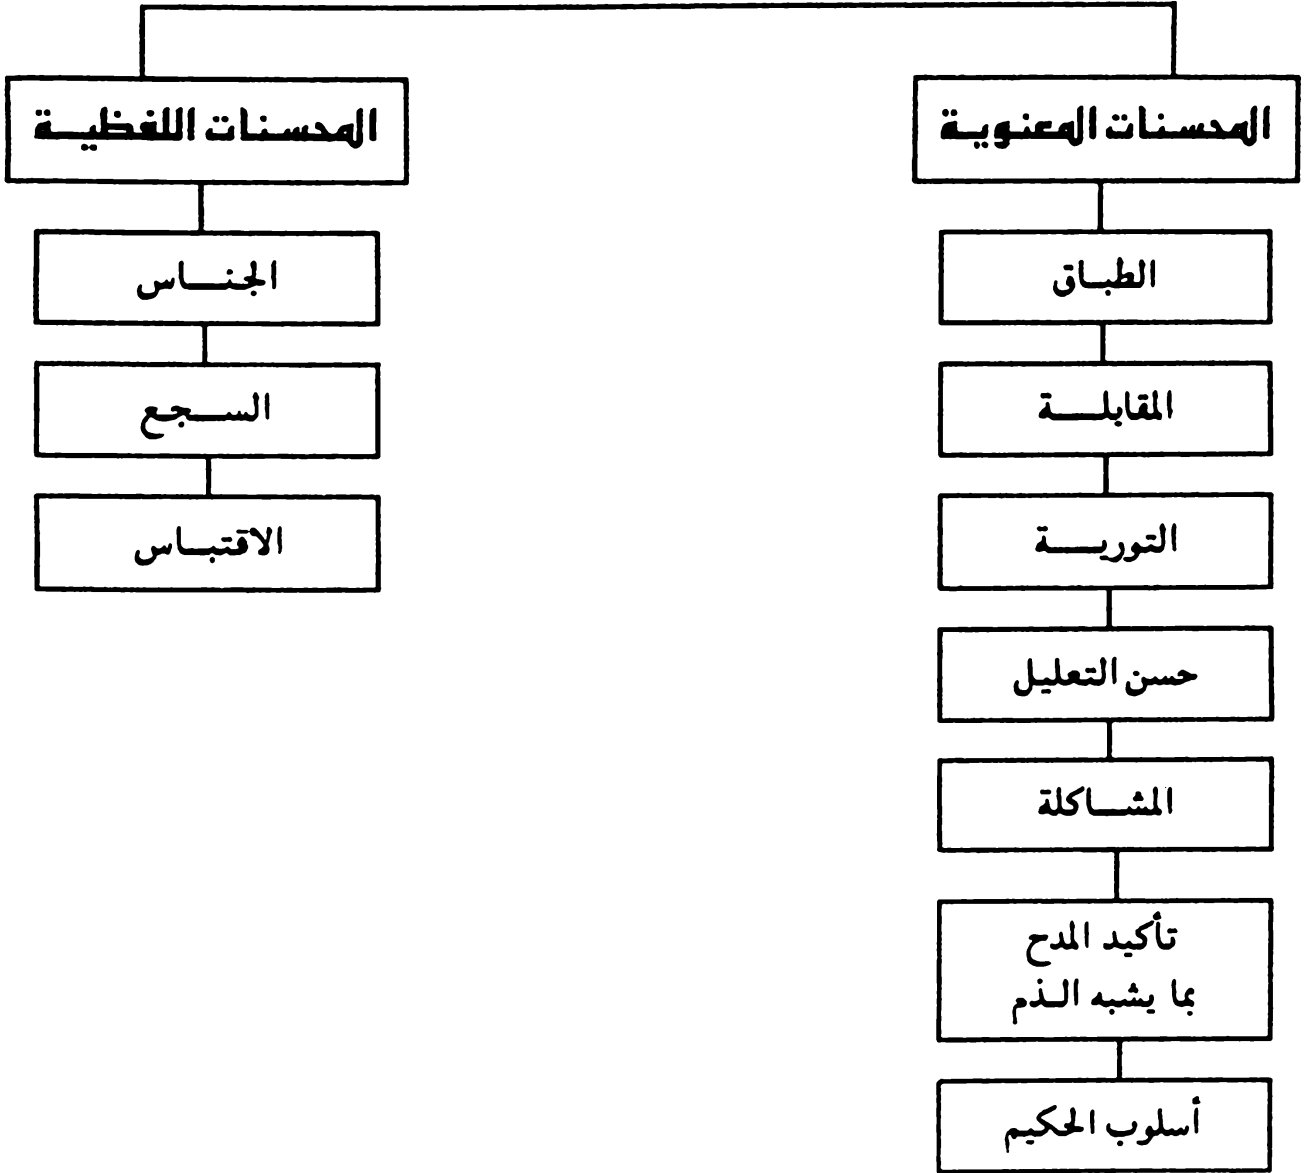 المحسنات المعنوية
الطباق
المقابلة
التورية
حسن التعليل
المشاكلة
تأكيد المدح
بما يشبه الذم
أسلوب الحكيم
المحسنات اللفظية
الجناس
السجع
الاقتباس